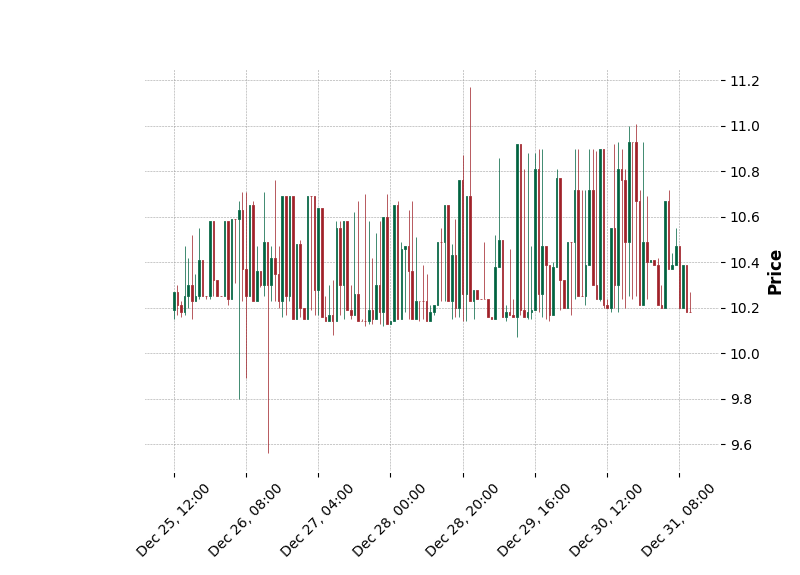 11.2
11.0
10.8
10.6
10.4
10.2
10.0
9.8
9.6
Price
Dec 25, 12:00
Dec 26, 08:00
Dec 27, 04:00
Dec 28, 00:00
Dec 28, 20:00
Dec 29, 16:00
Dec 30, 12:00
Dec 31, 08:00